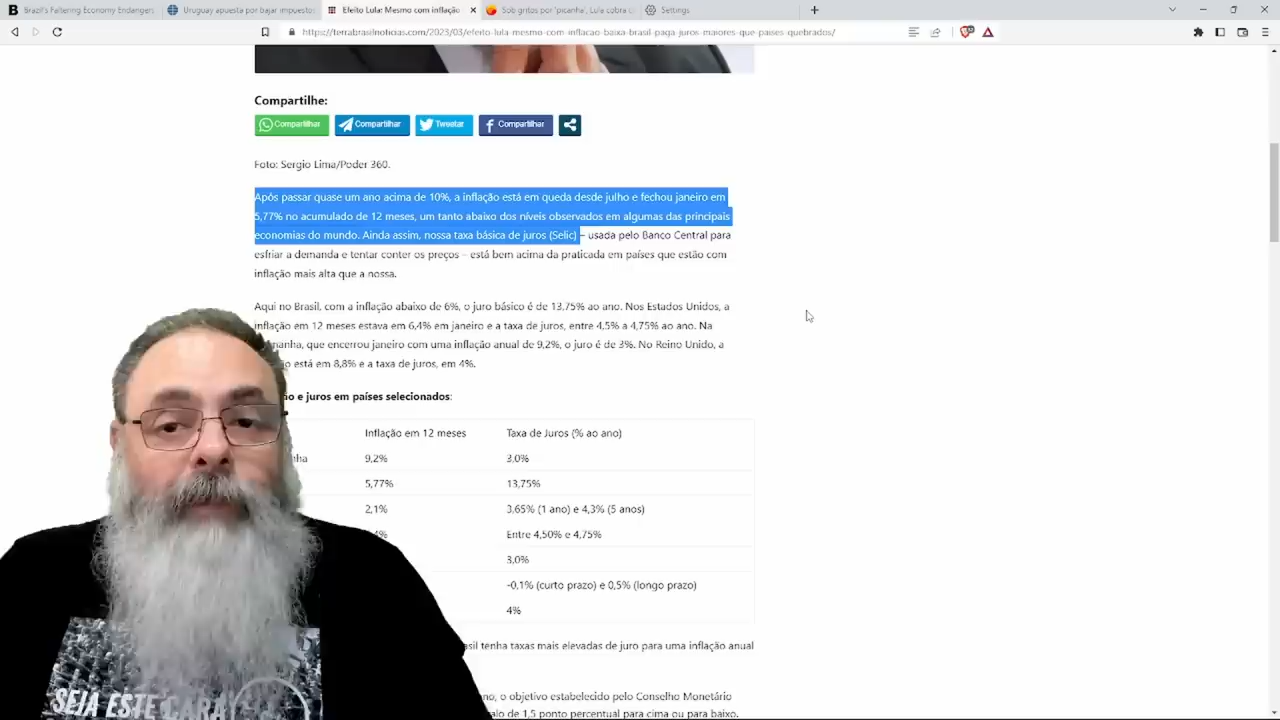 Brazil's Faltering Economy Endangers
Uruguay apuesta por bajar impuestos
Efeito Lula: Mesmo com inflação
Sob gritos por 'picanha', Lula cobra
Settings
https://terrabrasilnoticias.com/2023/03/efeito-lula-mesmo-com-inflacao-baixa-brasil-paga-juros-maiores-que-paises-quebrados/
Compartilhe:
Compartilhar
Compartilhar
Tweetar
Compartilhar
Foto: Sergio Lima/Poder 360.
Após passar quase um ano acima de 10%, a inflação está em queda desde julho e fechou janeiro em
5,77% no acumulado de 12 meses, um tanto abaixo dos níveis observados em algumas das principais
economias do mundo. Ainda assim, nossa taxa básica de juros (Selic) – usada pelo Banco Central para
esfriar a demanda e tentar conter os preços – está bem acima da praticada em países que estão com
inflação mais alta que a nossa.
Aqui no Brasil, com a inflação abaixo de 6%, o juro básico é de 13,75% ao ano. Nos Estados Unidos, a
inflação em 12 meses estava em 6,4% em janeiro e a taxa de juros, entre 4,5% a 4,75% ao ano. Na
manha, que encerrou janeiro com uma inflação anual de 9,2%, o juro é de 3%. No Reino Unido, a
está em 8,8% e a taxa de juros, em 4%.
o e juros em países selecionados:
Inflação em 12 meses Taxa de Juros (% ao ano)
nha 9,2% 3,0%
5,77% 13,75%
2,1% 3,65% (1 ano) e 4,3% (5 anos)
Entre 4,50% e 4,75%
3,0%
-0,1% (curto prazo) e 0,5% (longo prazo)
4%
asil tenha taxas mais elevadas de juro para uma inflação anual
ano, o objetivo estabelecido pelo Conselho Monetário
de 1,5 ponto percentual para cima ou para baixo.
SEJA ESTE CARA